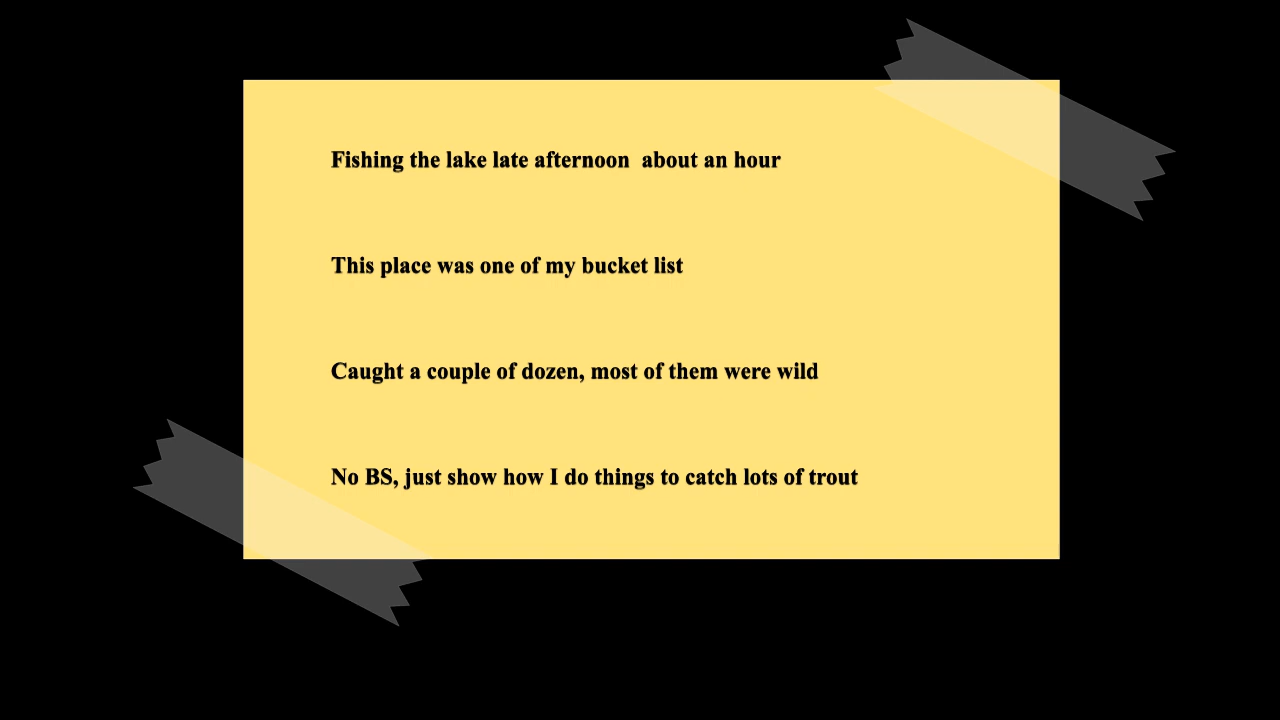 Fishing the lake late afternoon  about an hour
This place was one of my bucket list
Caught a couple of dozen, most of them were wild
No BS, just show how I do things to catch lots of trout